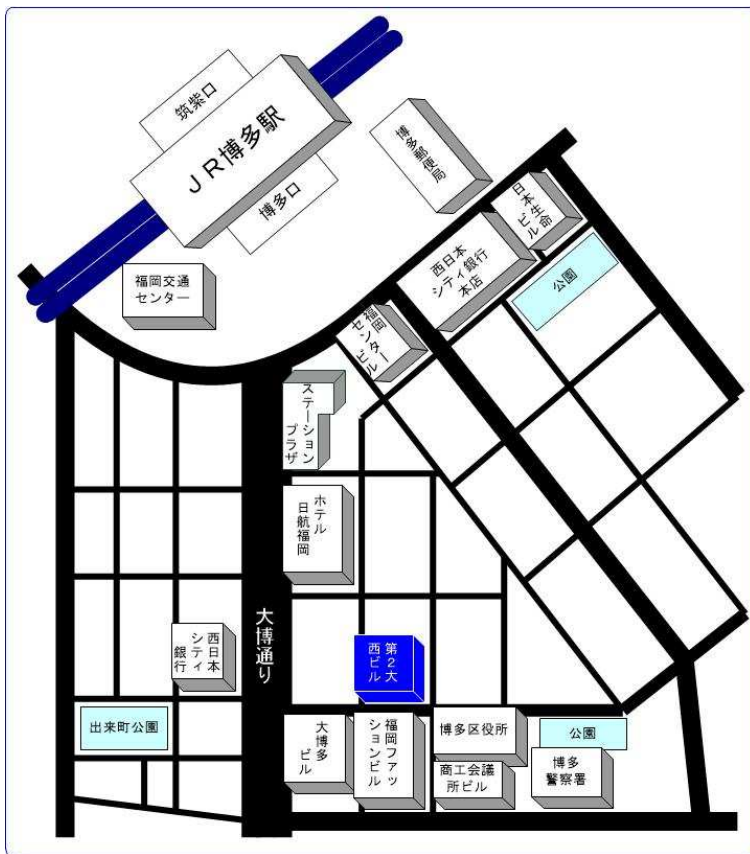 筑紫口
JR博多駅
博多口
博多郵便局
日本生命
ビル
西日本
シティ銀行
本店
公園
福岡交通
センター
福岡
センター
ビル
ステーション
プラザ
ホテル
日航福岡
大博通り
西日本
シティ
銀行
第2大
西ビル
出来町公園
大博多
ビル
福岡ファッ
ションビル
博多区役所
公園
商工会議
所ビル
博多
警察署